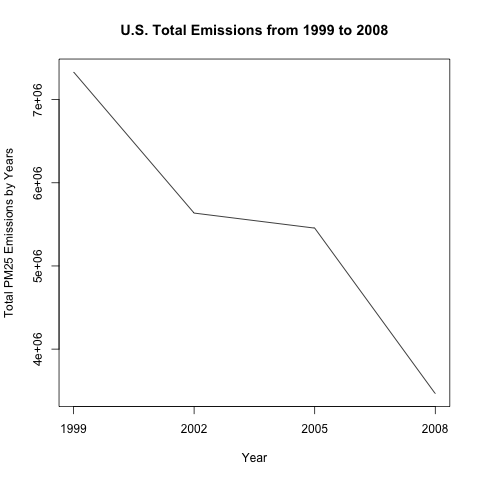 U.S. Total Emissions from 1999 to 2008
Total PM25 Emissions by Years
7e+06
6e+06
5e+06
4e+06
1999 2002 2005 2008
Year